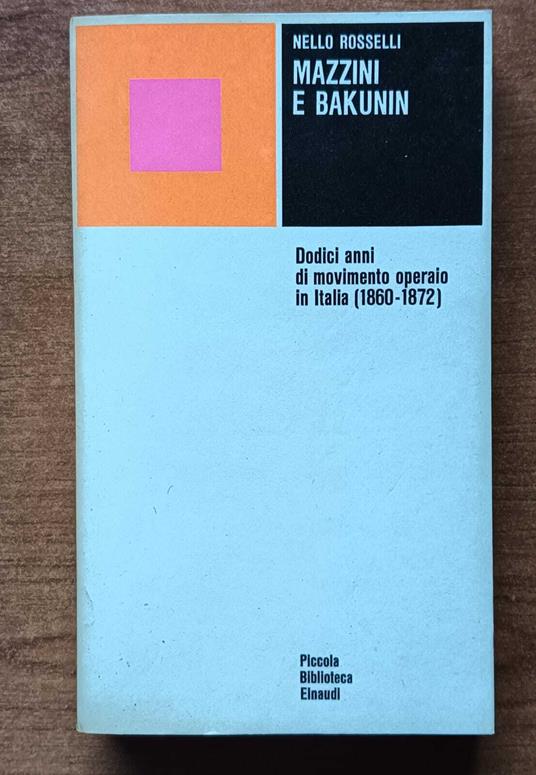 NELLO ROSSELLI
MAZZINI
E BAKUNIN
Dodici anni
di movimento operaio
in Italia (1860-1872)
Piccola
Biblioteca
Einaudi